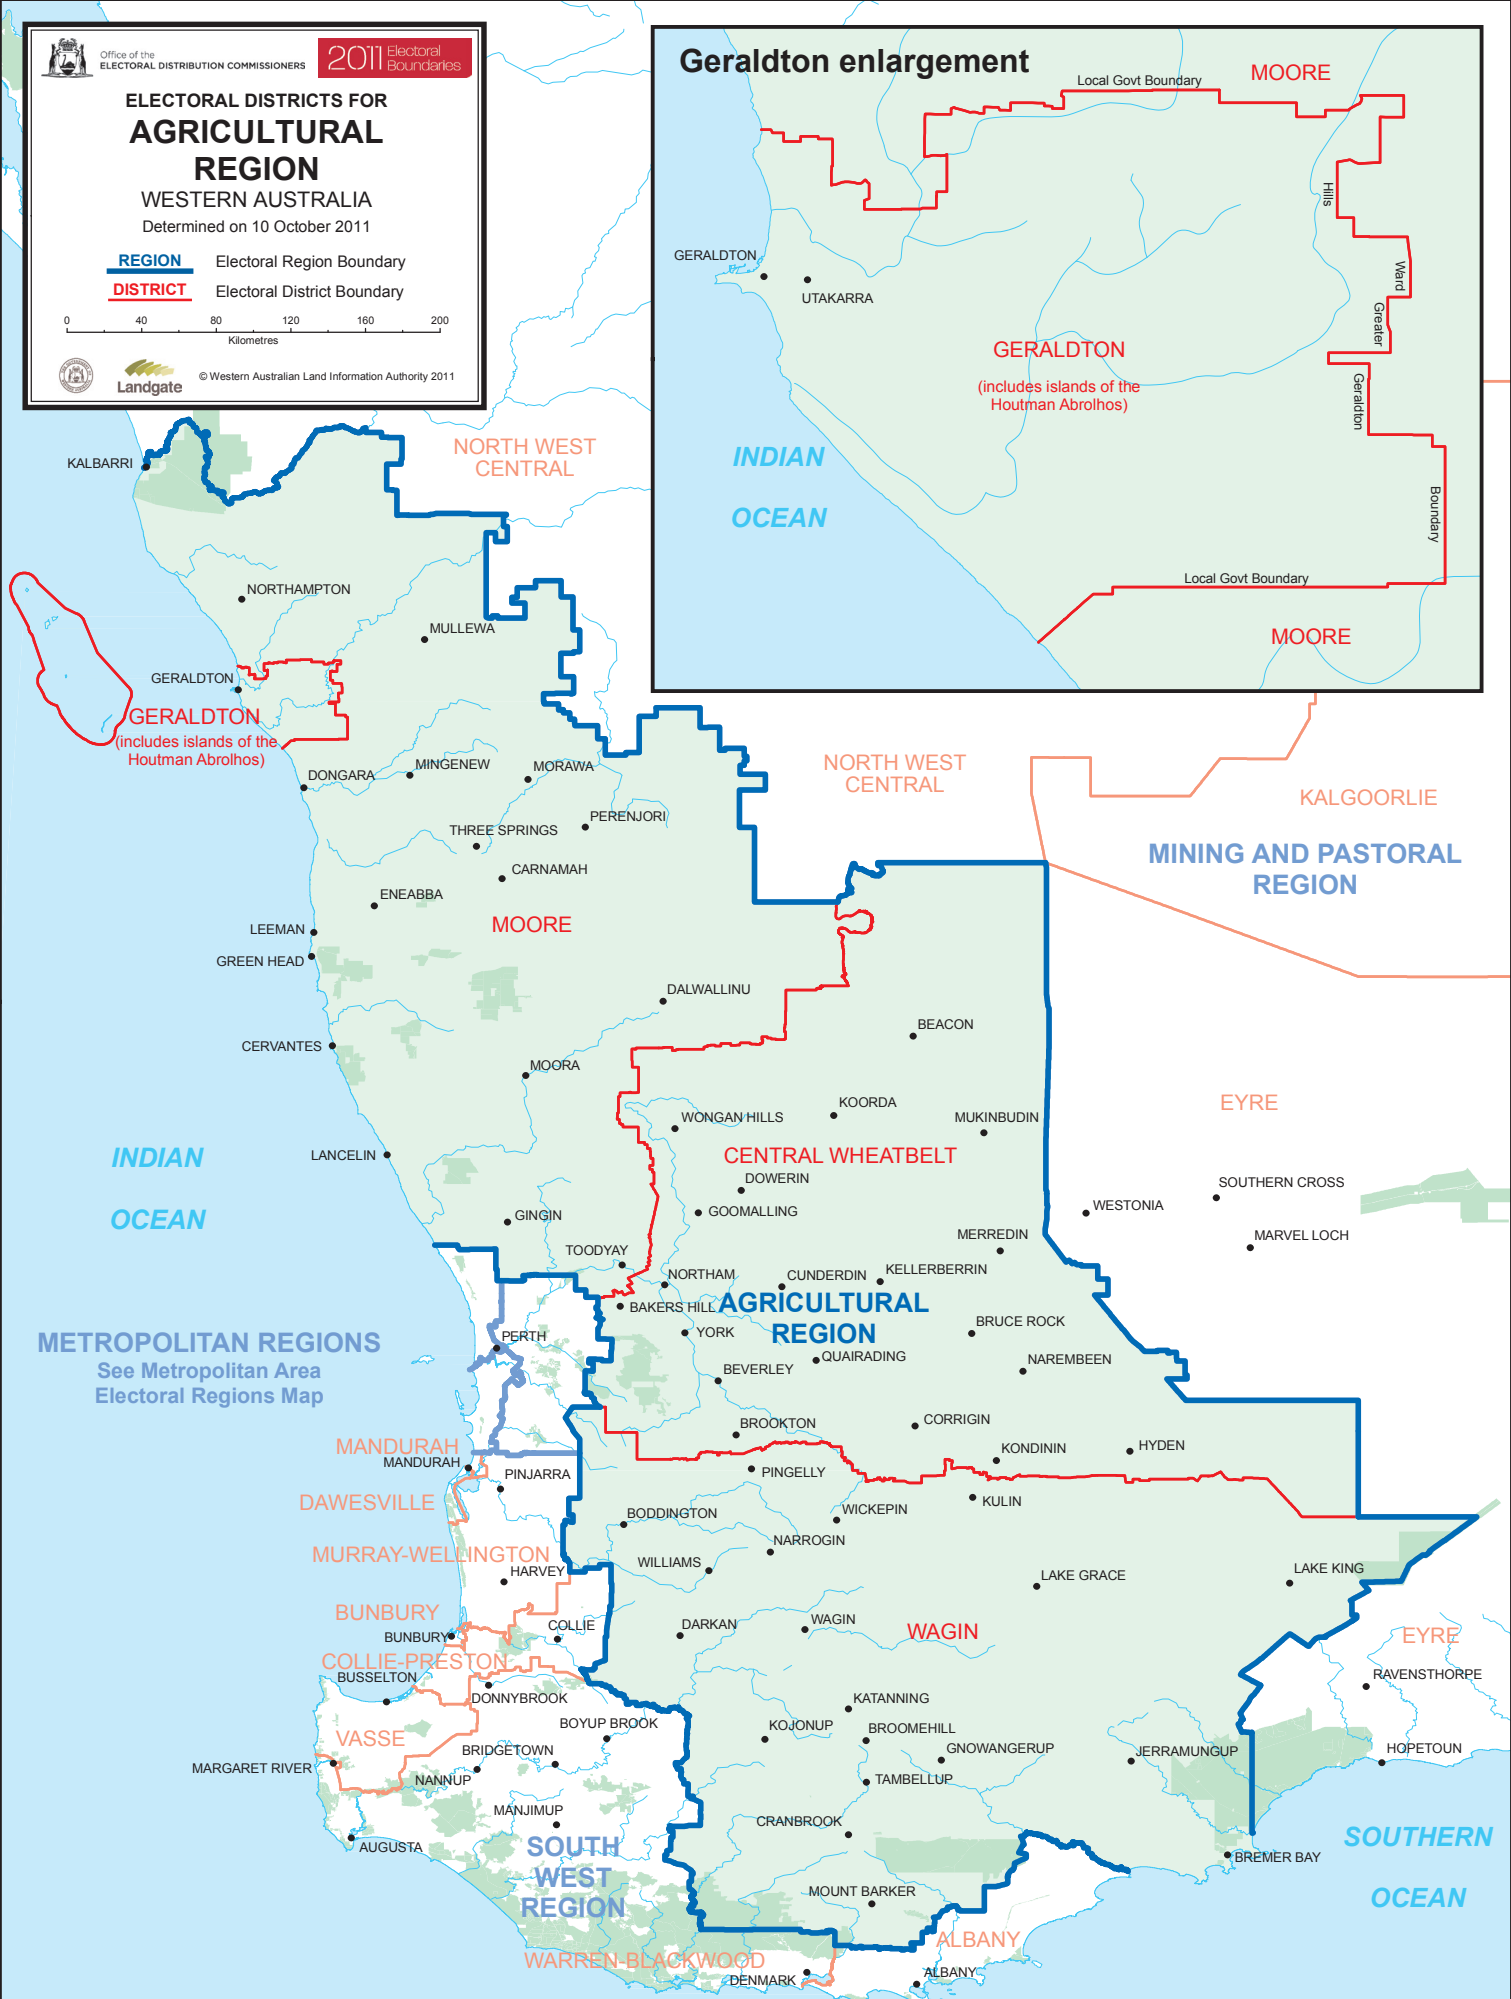 Office of the
ELECTORAL DISTRIBUTION COMMISSIONERS
2011 Electoral
Boundaries
ELECTORAL DISTRICTS FOR
AGRICULTURAL
REGION
WESTERN AUSTRALIA
Determined on 10 October 2011
REGION Electoral Region Boundary
DISTRICT Electoral District Boundary
0 40 80 120 160 200
Kilometres
Landgate
© Western Australian Land Information Authority 2011
Geraldton enlargement
Local Govt Boundary
MOORE
Hills
Ward
Greater
Geraldton
Boundary
GERALDTON
UTAKARRA
GERALDTON
(includes islands of the
Houtman Abrolhos)
INDIAN
OCEAN
Local Govt Boundary
MOORE
NORTH WEST
CENTRAL
KALBARRI
NORTHAMPTON
MULLEWA
GERALDTON
GERALDTON
(includes islands of the
Houtman Abrolhos)
DONGARA
MINGENEW
MORAWA
PERENJORI
THREE SPRINGS
CARNAMAH
ENEABBA
LEEMAN
GREEN HEAD
MOORE
NORTH WEST
CENTRAL
KALGOORLIE
MINING AND PASTORAL
REGION
DALWALLINU
BEACON
CERVANTES
MOORA
KOORDA
WONGAN HILLS
MUKINBUDIN
EYRE
CENTRAL WHEATBELT
INDIAN
OCEAN
LANCELIN
DOWERIN
GOOMALLING
SOUTHERN CROSS
WESTONIA
MARVEL LOCH
GINGIN
MERREDIN
TOODYAY
NORTHAM
CUNDERDIN
KELLERBERRIN
BAKERS HILL
AGRICULTURAL
REGION
YORK
BRUCE ROCK
QUAIRADING
NAREMBEEN
BEVERLEY
METROPOLITAN REGIONS
See Metropolitan Area
Electoral Regions Map
PERTH
BROOKTON
CORRIGIN
KONDININ
HYDEN
MANDURAH
MANDURAH
PINJARRA
PINGELLY
DAWESVILLE
KULIN
WICKEPIN
BODDINGTON
NARROGIN
MURRAY-WELLINGTON
HARVEY
WILLIAMS
LAKE GRACE
LAKE KING
BUNBURY
BUNBURY
COLLIE
DARKAN
WAGIN
WAGIN
EYRE
COLLIE-PRESTON
BUSSELTON
RAVENSTHORPE
DONNYBROOK
KATANNING
BOYUP BROOK
KOJONUP
BROOMEHILL
VASSE
BRIDGETOWN
GNOWANGERUP
JERRAMUNGUP
HOPETOUN
MARGARET RIVER
NANNUP
TAMBELLUP
MANJIMUP
CRANBROOK
AUGUSTA
SOUTH
WEST
REGION
SOUTHERN
OCEAN
BREMER BAY
MOUNT BARKER
ALBANY
WARREN-BLACKWOOD
DENMARK
ALBANY